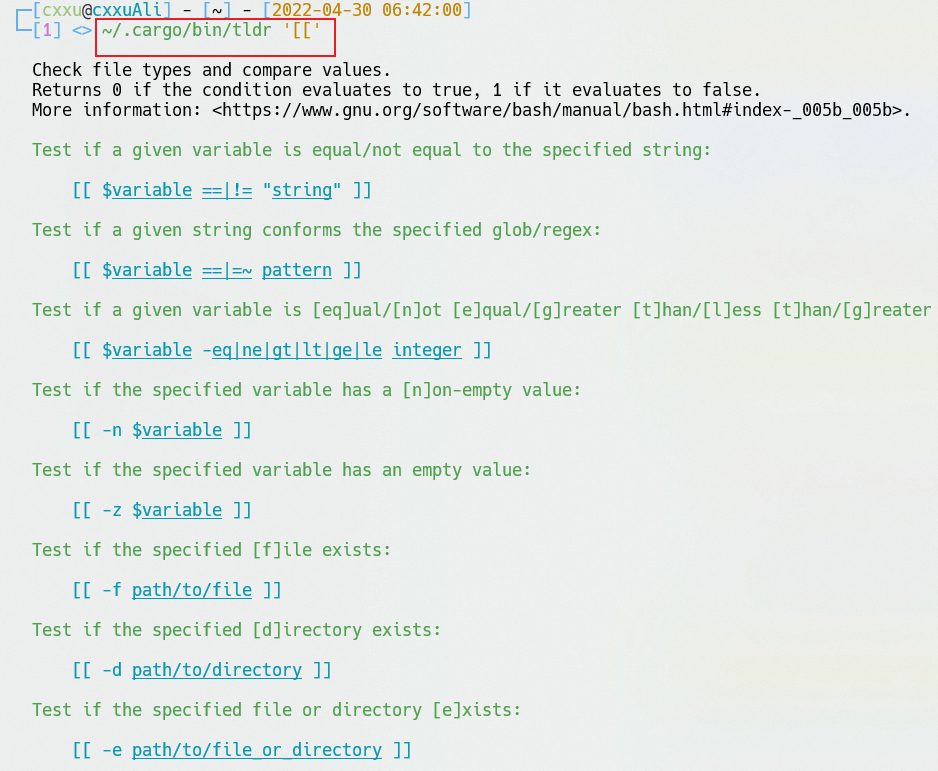 [cxxu@cxxuAli] - [~] - [2022-04-30 06:42:00]
[1] <> ~/.cargo/bin/tldr '[['
Check file types and compare values.
Returns 0 if the condition evaluates to true, 1 if it evaluates to false.
More information: <https://www.gnu.org/software/bash/manual/bash.html#index-_005b_005b>.
Test if a given variable is equal/not equal to the specified string:
[[ $variable ==|!= "string" ]]
Test if a given string conforms the specified glob/regex:
[[ $variable ==|=~ pattern ]]
Test if a given variable is [eq]ual/[n]ot [e]qual/[g]reater [t]han/[l]ess [t]han/[g]reater
[[ $variable -eq|ne|gt|lt|ge|le integer ]]
Test if the specified variable has a [n]on-empty value:
[[ -n $variable ]]
Test if the specified variable has an empty value:
[[ -z $variable ]]
Test if the specified [f]ile exists:
[[ -f path/to/file ]]
Test if the specified [d]irectory exists:
[[ -d path/to/directory ]]
Test if the specified file or directory [e]xists:
[[ -e path/to/file_or_directory ]]